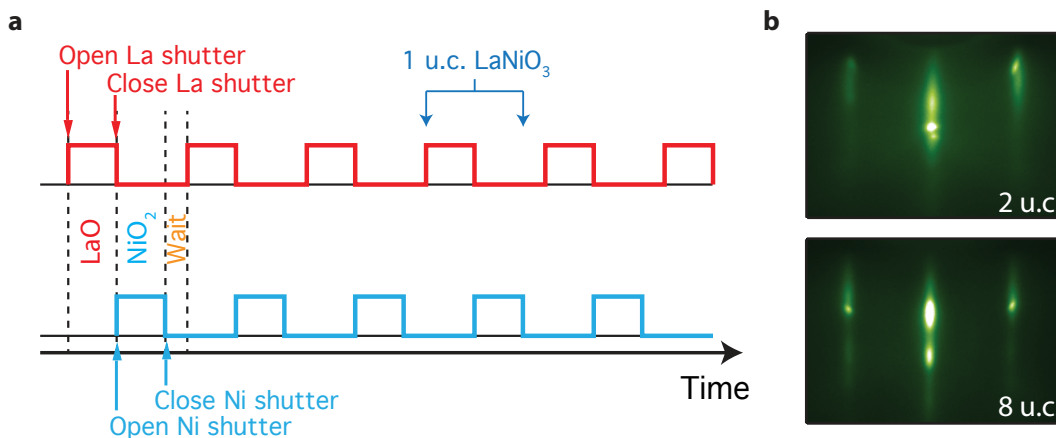 a
Open La shutter
Close La shutter
1 u.c. LaNiO₃
LaO
NiO₂
Wait
Time
Close Ni shutter
Open Ni shutter
b
2 u.c
8 u.c